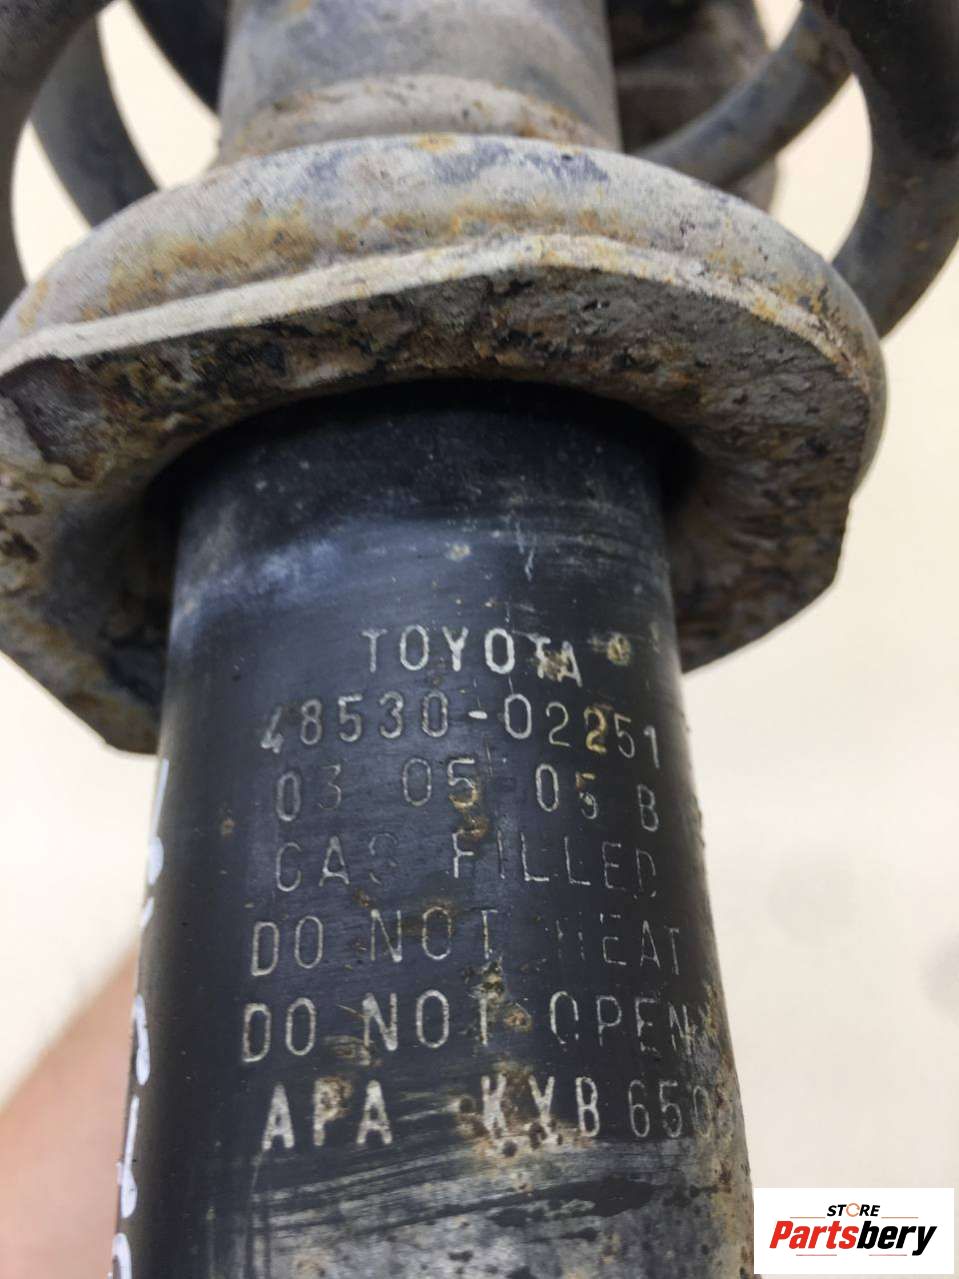 TOYOTA
48530-02251
03 05 05 B
GAS FILLED
DO NOT HEAT
DO NOT OPEN
APA KYB 650
STORE
Partsbery